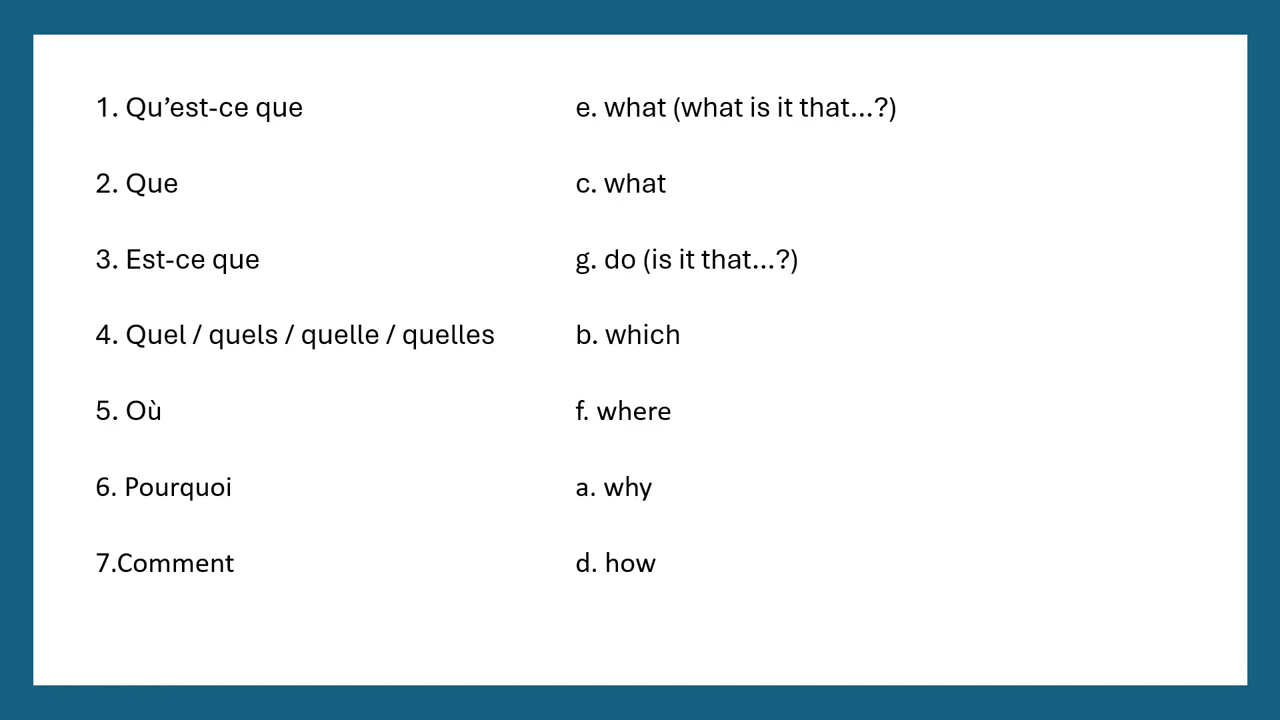 1. Qu’est-ce que e. what (what is it that...?)
2. Que c. what
3. Est-ce que g. do (is it that...?)
4. Quel / quels / quelle / quelles b. which
5. Où f. where
6. Pourquoi a. why
7.Comment d. how